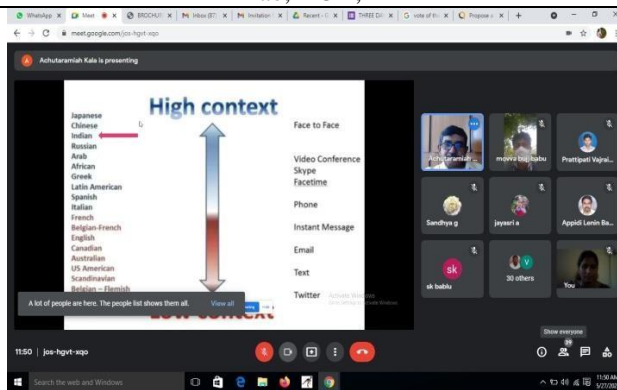 WhatsApp
Meet
BROCHU
Inbox (87)
Invitation
Recent -
THREE DA
vote of th
Propose
meet.google.com/jos-hgvt-xqo
Achutaramiah Kala is presenting
High context
Japanese
Chinese
Indian
Russian
Arab
African
Greek
Latin American
Spanish
Italian
French
Belgian-French
English
Canadian
Australian
US American
Scandinavian
Belgian – Flemish
Face to Face
Video Conference
Skype
Facetime
Phone
Instant Message
Email
Text
Twitter
Activate Windows
A lot of people are here. The people list shows them all. View all
Achutaramiah
movva buji babu
Prattipati Vajral...
Sandhya g
jayasri a
Appidi Lenin Ba...
sk
sk bablu
V
30 others
You
Show everyone
39
11:50 | jos-hgvt-xqo
Search the web and Windows
11:50 AM